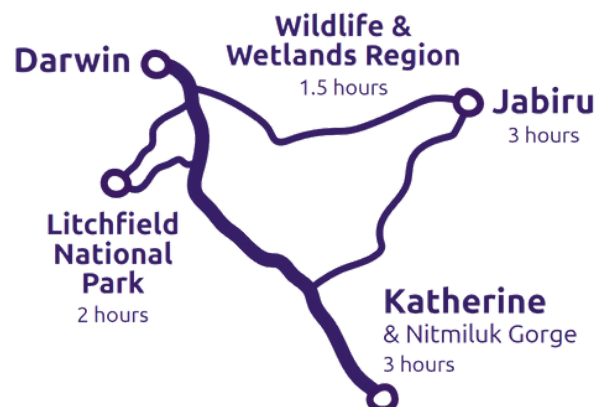 Darwin
Wildlife &
Wetlands Region
1.5 hours
Jabiru
3 hours
Litchfield
National
Park
2 hours
Katherine
& Nitmiluk Gorge
3 hours